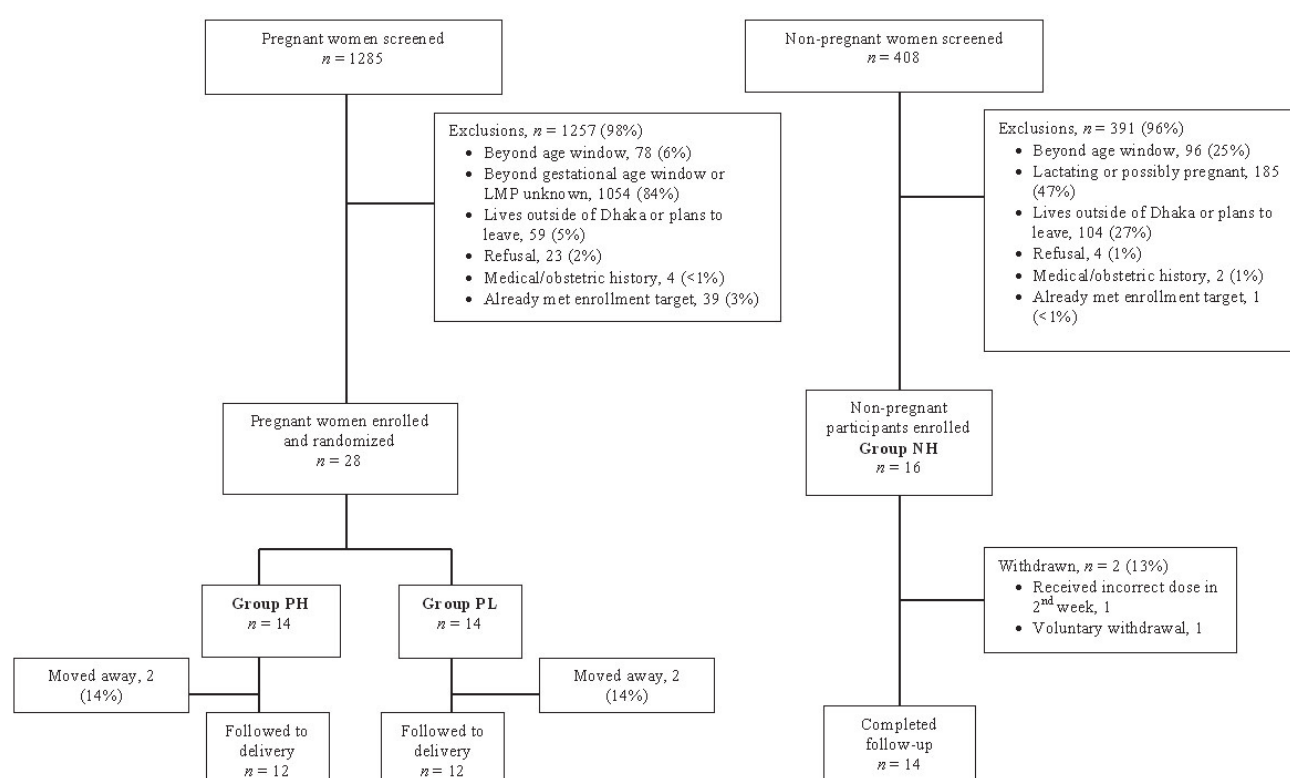 Pregnant women screened
n = 1285
Non-pregnant women screened
n = 408
Exclusions, n = 1257 (98%)
• Beyond age window, 78 (6%)
• Beyond gestational age window or
LMP unknown, 1054 (84%)
• Lives outside of Dhaka or plans to
leave, 59 (5%)
• Refusal, 23 (2%)
• Medical/obstetric history, 4 (<1%)
• Already met enrollment target, 39 (3%)
Exclusions, n = 391 (96%)
• Beyond age window, 96 (25%)
• Lactating or possibly pregnant, 185
(47%)
• Lives outside of Dhaka or plans to
leave, 104 (27%)
• Refusal, 4 (1%)
• Medical/obstetric history, 2 (1%)
• Already met enrollment target, 1
(<1%)
Pregnant women enrolled
and randomized
n = 28
Non-pregnant
participants enrolled
Group NH
n = 16
Group PH
n = 14
Group PL
n = 14
Withdrawn, n = 2 (13%)
• Received incorrect dose in
2nd week, 1
• Voluntary withdrawal, 1
Moved away, 2
(14%)
Moved away, 2
(14%)
Followed to
delivery
n = 12
Followed to
delivery
n = 12
Completed
follow-up
n = 14